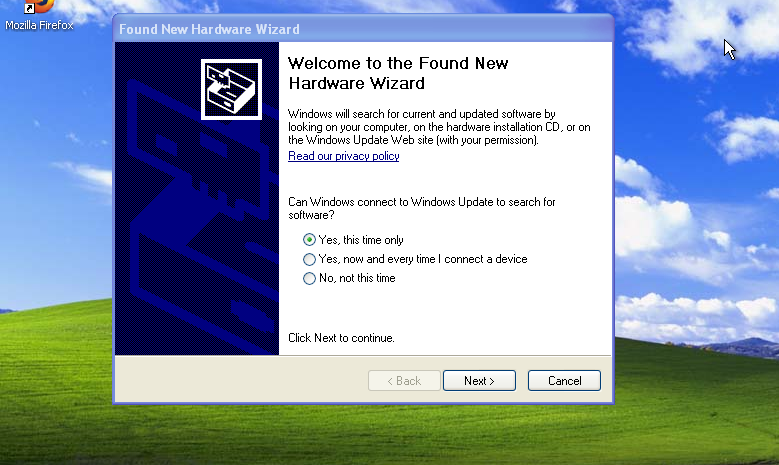 Mozilla Firefox
Found New Hardware Wizard
Welcome to the Found New
Hardware Wizard
Windows will search for current and updated software by
looking on your computer, on the hardware installation CD, or on
the Windows Update Web site (with your permission).
Read our privacy policy
Can Windows connect to Windows Update to search for
software?
Yes, this time only
Yes, now and every time I connect a device
No, not this time
Click Next to continue.
< Back
Next >
Cancel